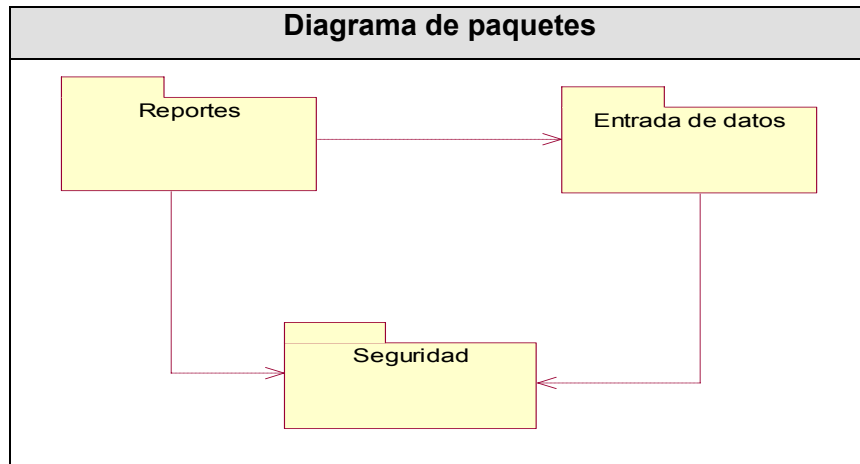 Diagrama de paquetes
Reportes
Entrada de datos
Seguridad